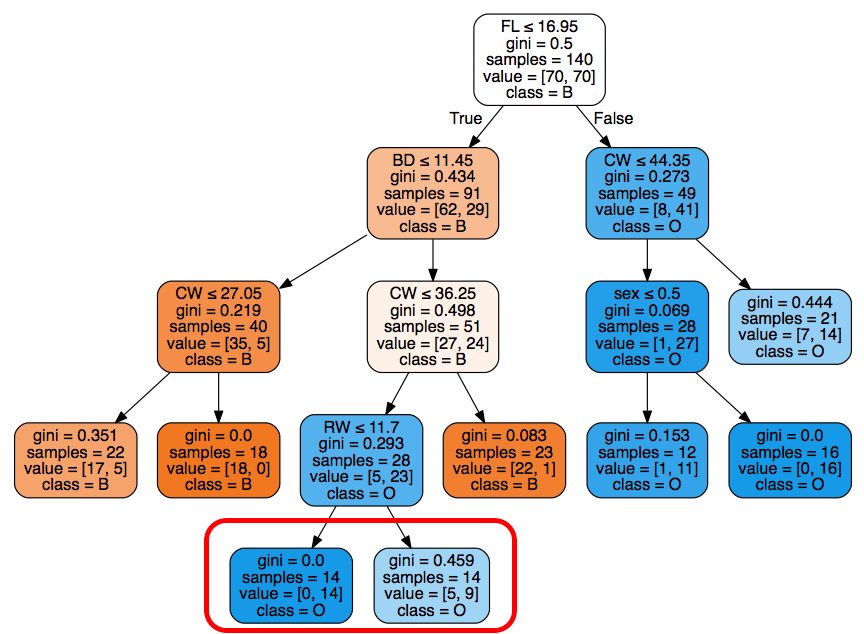 FL ≤ 16.95
gini = 0.5
samples = 140
value = [70, 70]
class = B
True
False
BD ≤ 11.45
gini = 0.434
samples = 91
value = [62, 29]
class = B
CW ≤ 44.35
gini = 0.273
samples = 49
value = [8, 41]
class = O
CW ≤ 27.05
gini = 0.219
samples = 40
value = [35, 5]
class = B
CW ≤ 36.25
gini = 0.498
samples = 51
value = [27, 24]
class = B
sex ≤ 0.5
gini = 0.069
samples = 28
value = [1, 27]
class = O
gini = 0.444
samples = 21
value = [7, 14]
class = O
gini = 0.351
samples = 22
value = [17, 5]
class = B
gini = 0.0
samples = 18
value = [18, 0]
class = B
RW ≤ 11.7
gini = 0.293
samples = 28
value = [5, 23]
class = O
gini = 0.083
samples = 23
value = [22, 1]
class = B
gini = 0.153
samples = 12
value = [1, 11]
class = O
gini = 0.0
samples = 16
value = [0, 16]
class = O
gini = 0.0
samples = 14
value = [0, 14]
class = O
gini = 0.459
samples = 14
value = [5, 9]
class = O